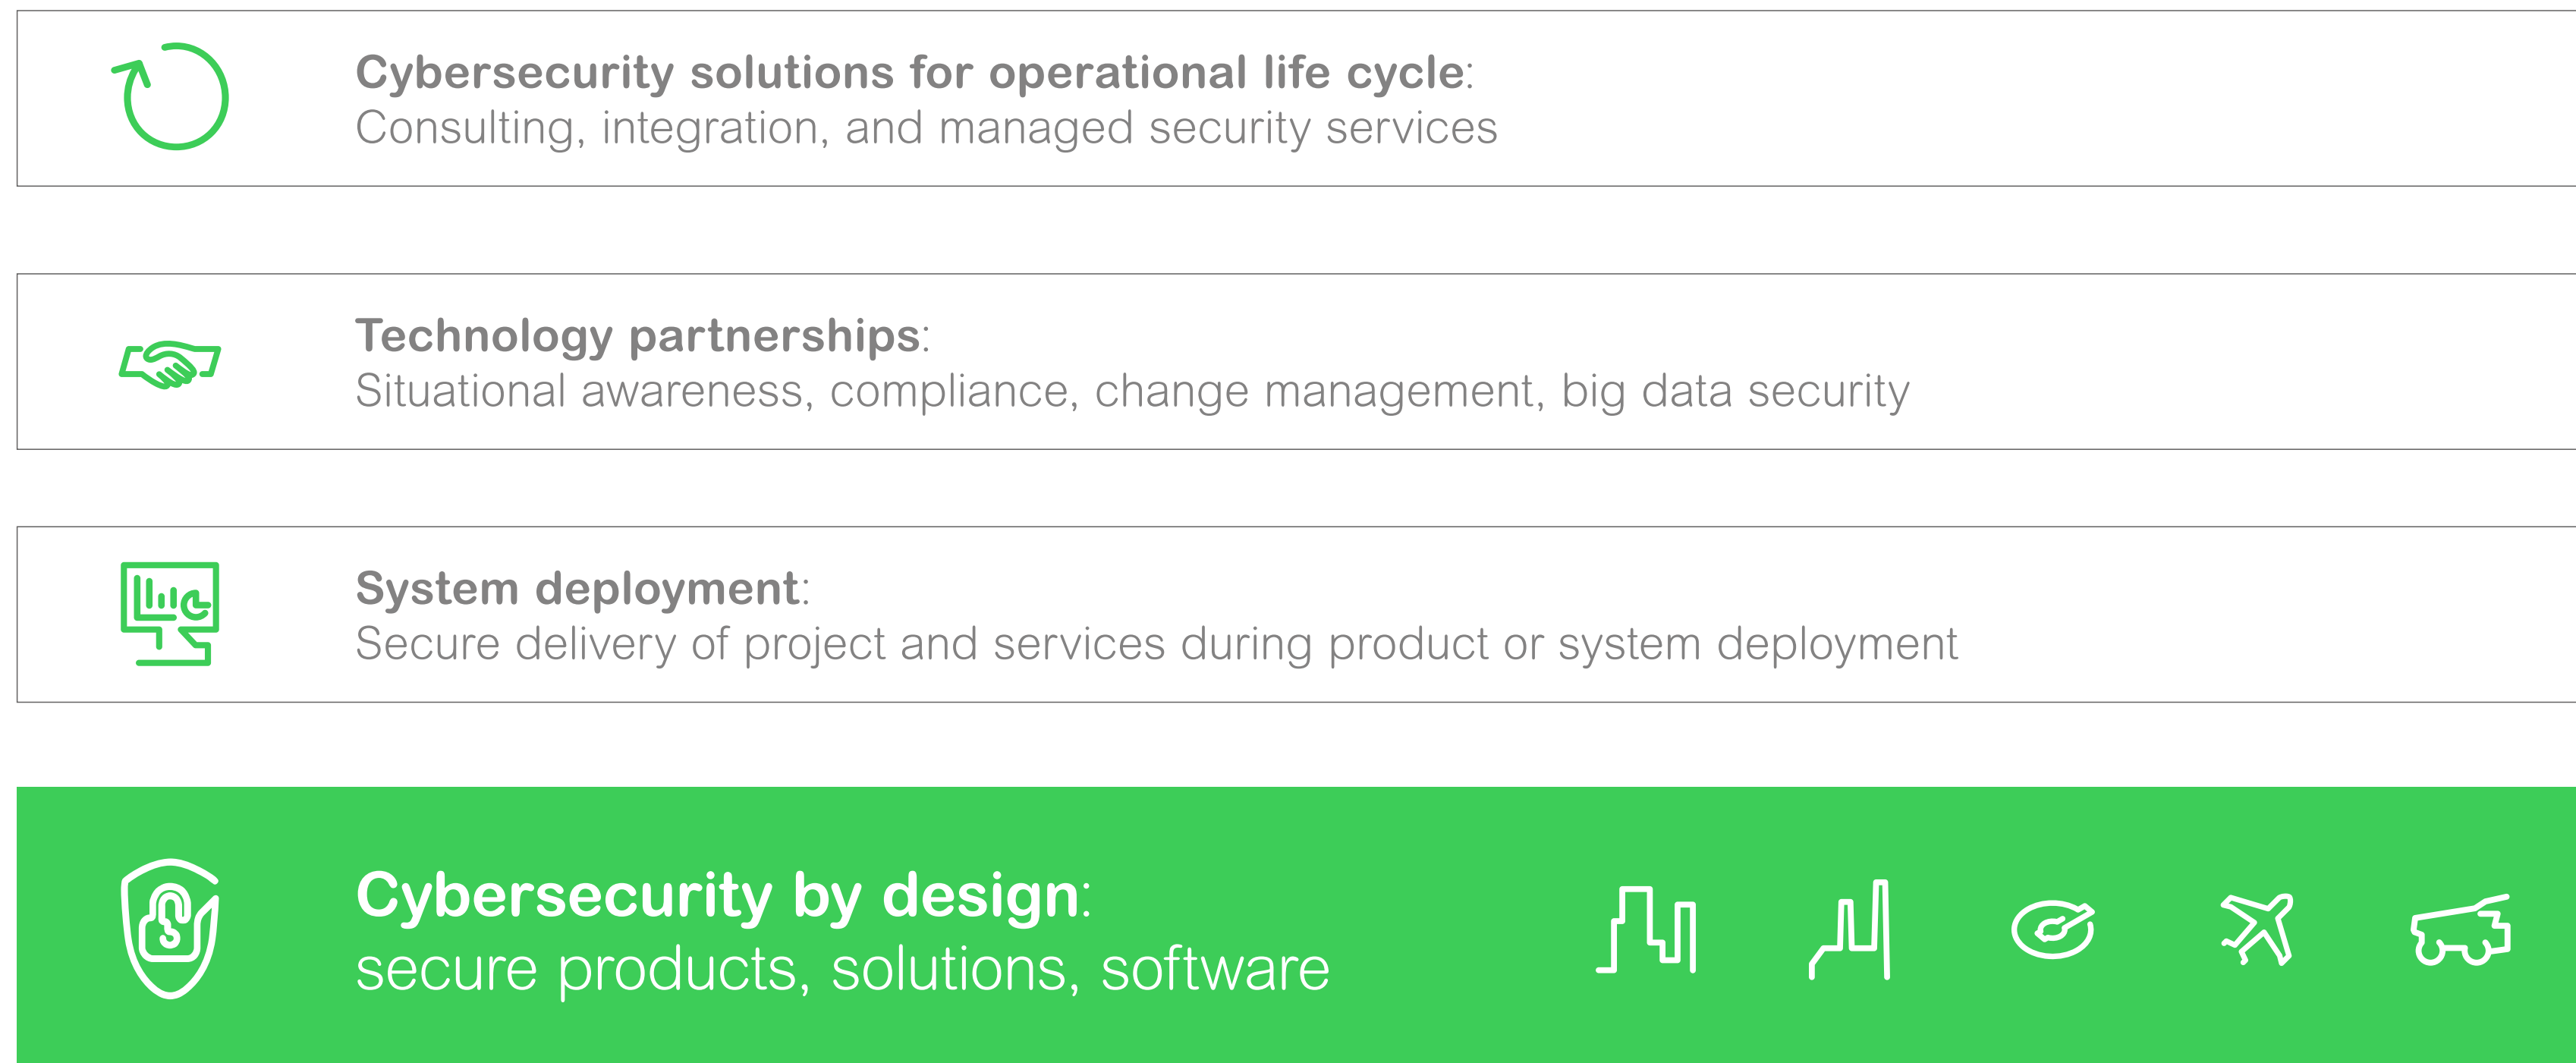 Cybersecurity solutions for operational life cycle:
Consulting, integration, and managed security services
Technology partnerships:
Situational awareness, compliance, change management, big data security
System deployment:
Secure delivery of project and services during product or system deployment
Cybersecurity by design:
secure products, solutions, software